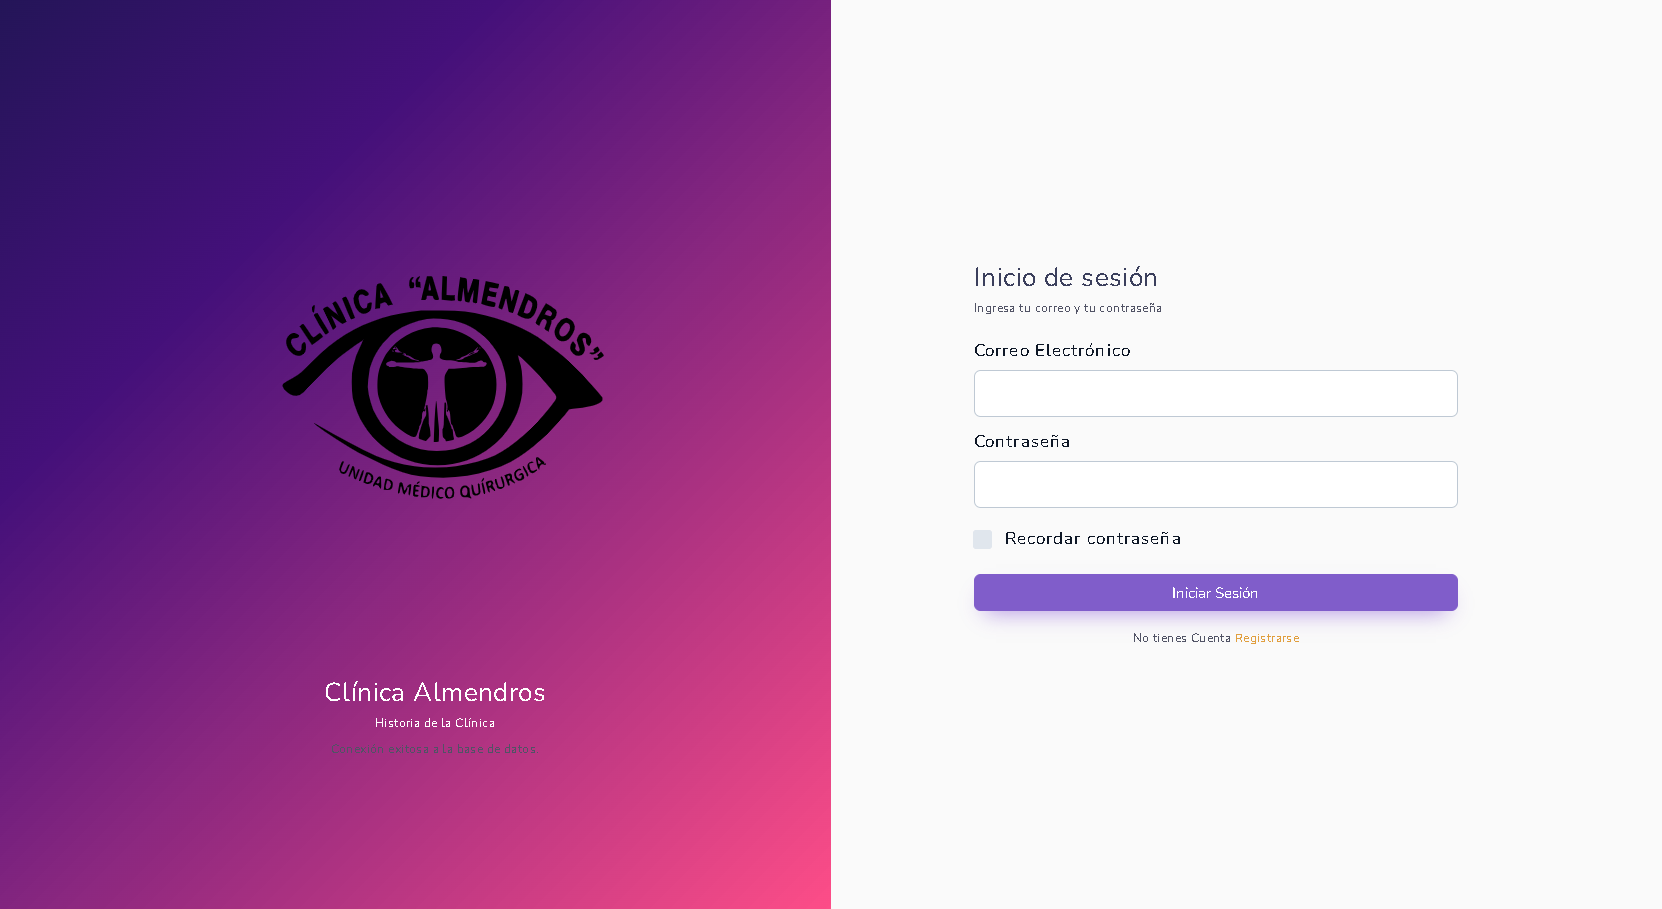 CLÍNICA "ALMENDROS"
UNIDAD MÉDICO QUÍRURGICA
Clínica Almendros
Historia de la Clínica
Conexión exitosa a la base de datos.
Inicio de sesión
Ingresa tu correo y tu contraseña
Correo Electrónico
Contraseña
Recordar contraseña
Iniciar Sesión
No tienes Cuenta Registrarse